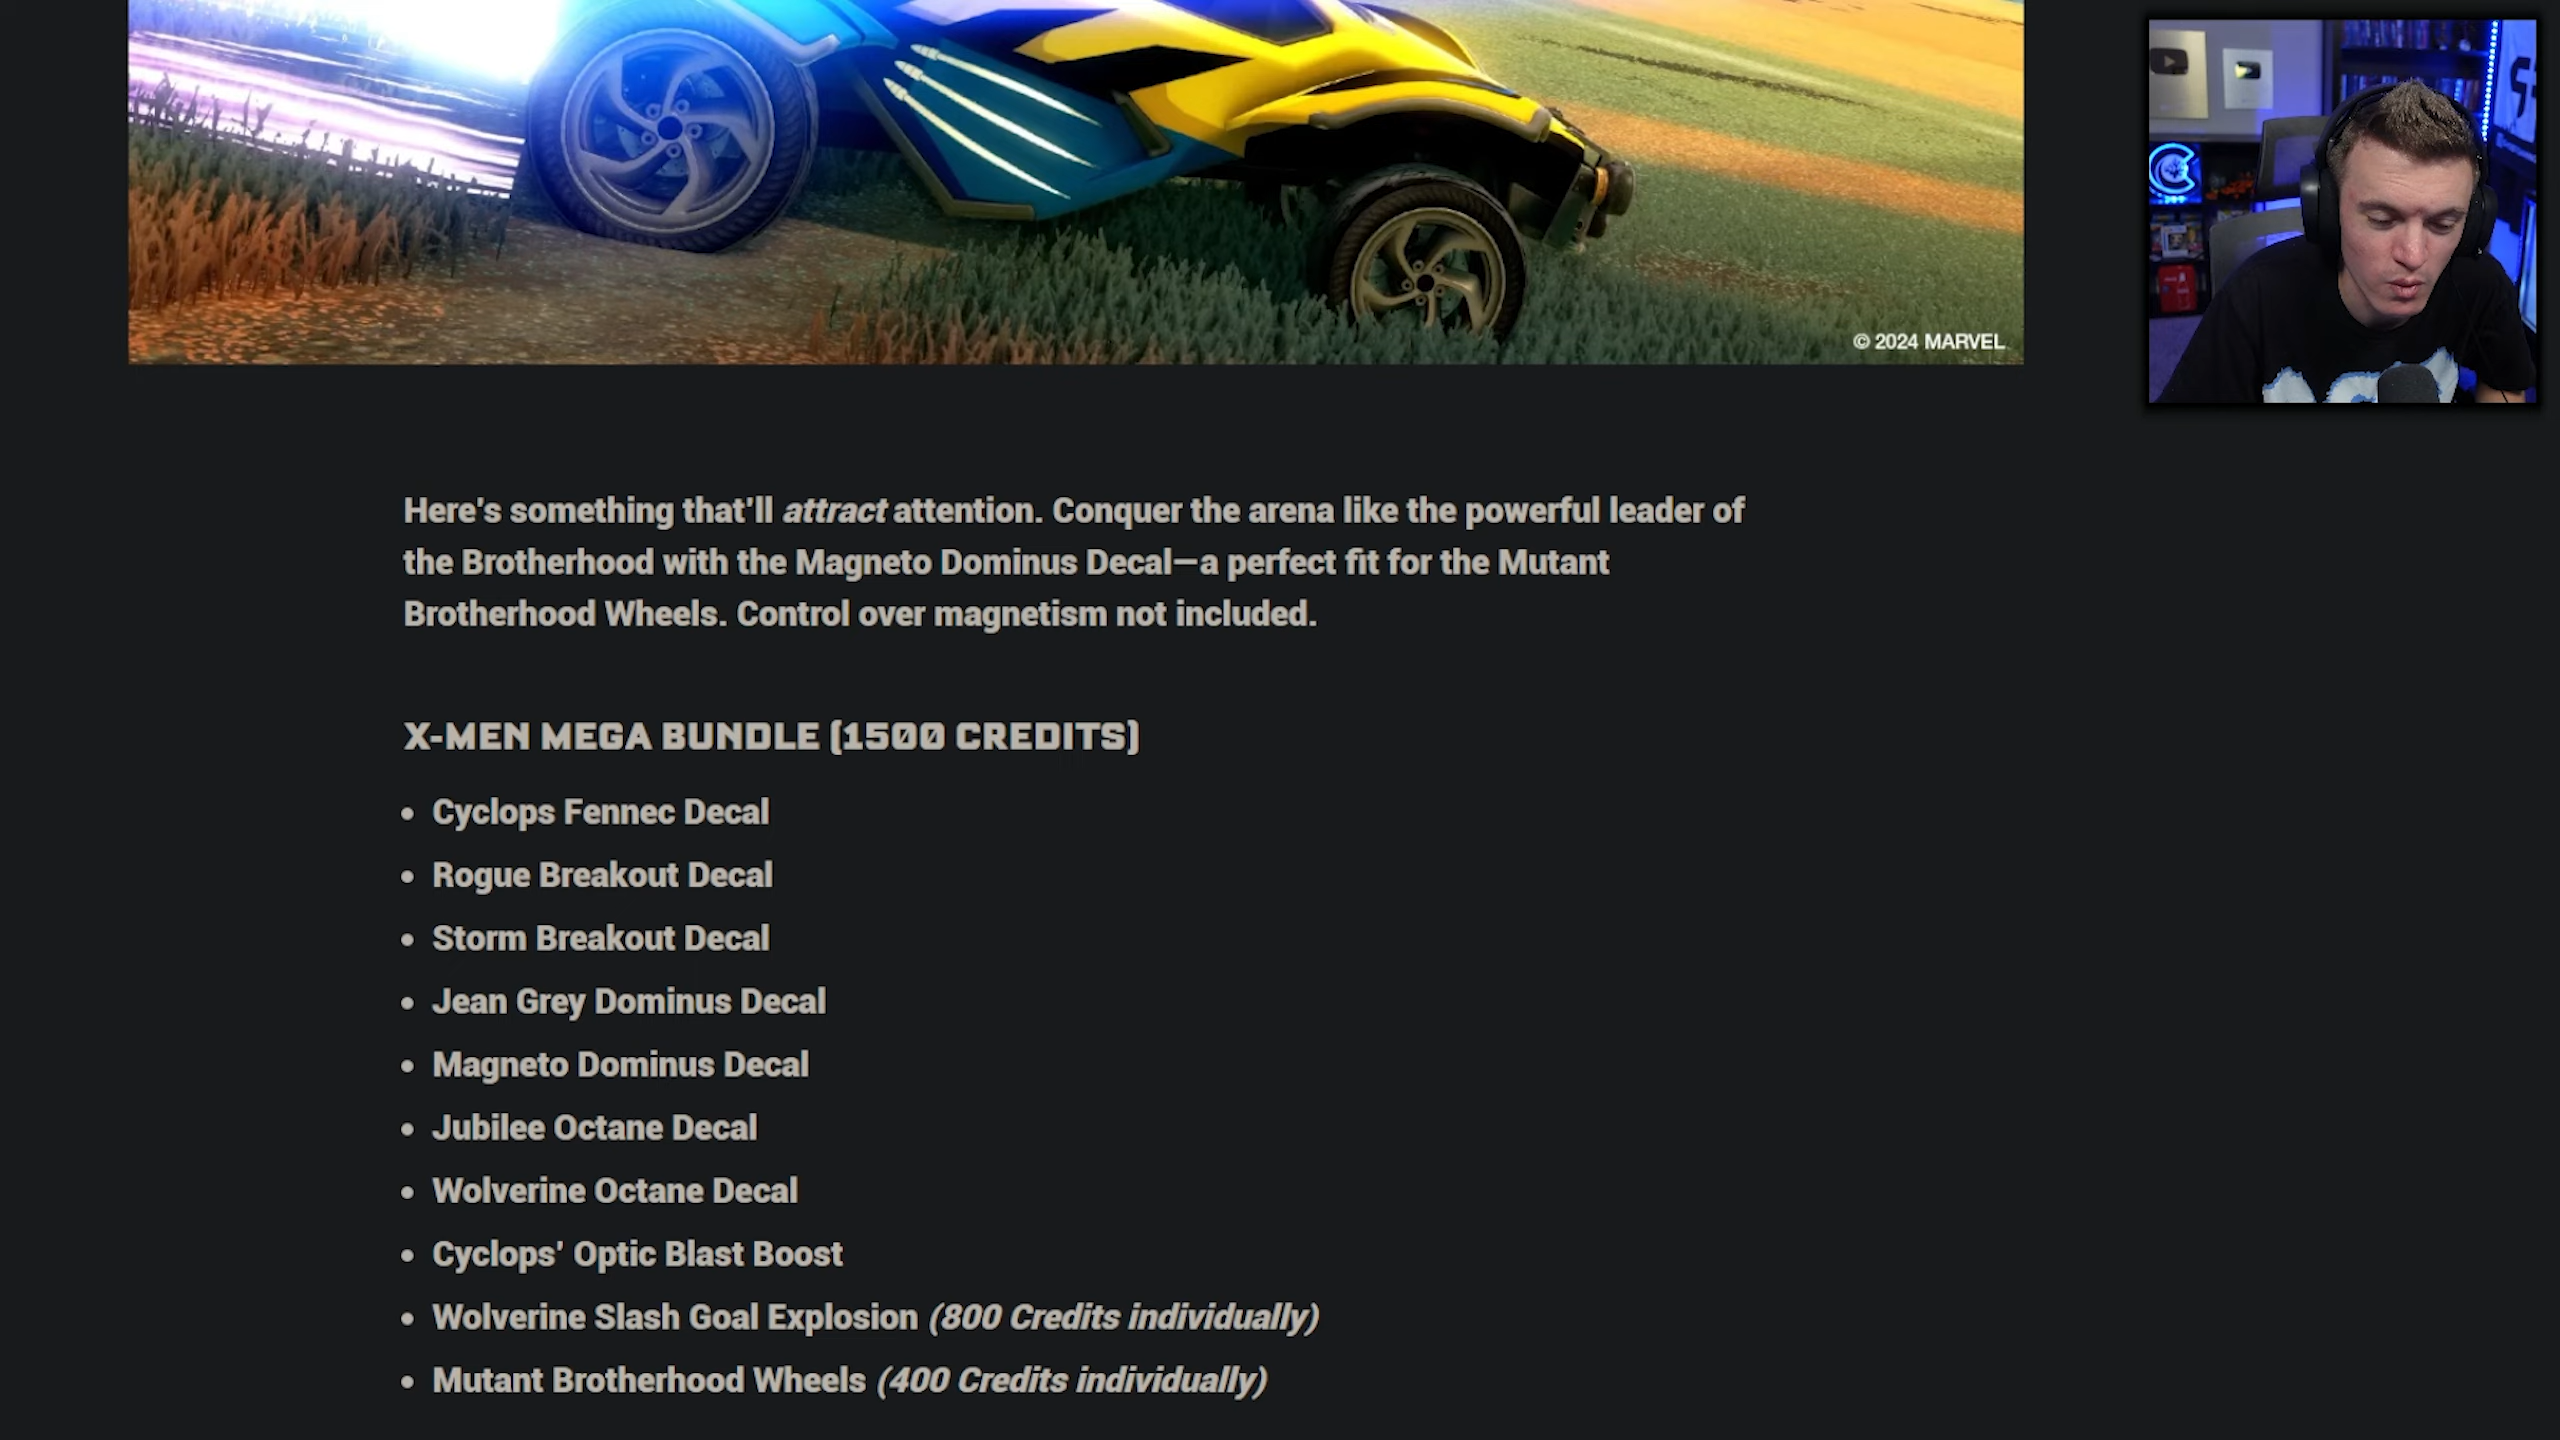 © 2024 MARVEL
Here's something that'll attract attention. Conquer the arena like the powerful leader of
the Brotherhood with the Magneto Dominus Decal—a perfect fit for the Mutant
Brotherhood Wheels. Control over magnetism not included.
X-MEN MEGA BUNDLE (1500 CREDITS)
• Cyclops Fennec Decal
• Rogue Breakout Decal
• Storm Breakout Decal
• Jean Grey Dominus Decal
• Magneto Dominus Decal
• Jubilee Octane Decal
• Wolverine Octane Decal
• Cyclops’ Optic Blast Boost
• Wolverine Slash Goal Explosion (800 Credits individually)
• Mutant Brotherhood Wheels (400 Credits individually)